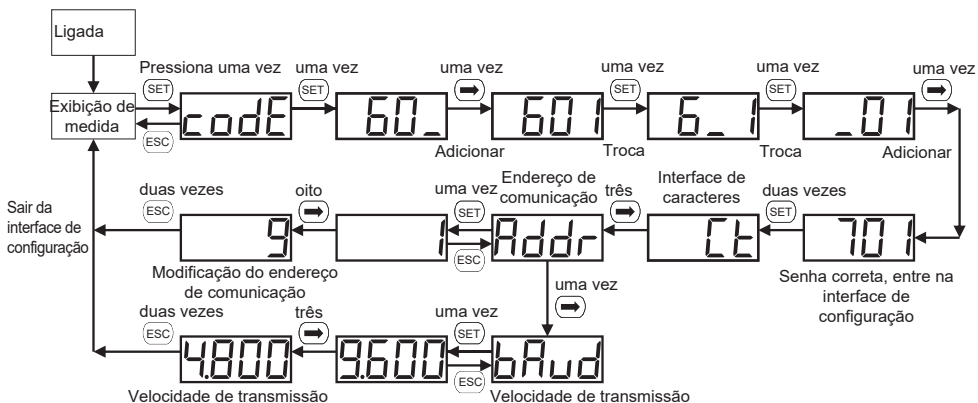 Ligada
Pressiona uma vez
uma vez
uma vez
uma vez
uma vez
uma vez
SET
SET
SET
SET
Exibição de
medida
codE
60_
601
6_1
_01
ESC
Adicionar
Troca
Troca
Adicionar
Sair da
interface de
configuração
duas vezes
oito
uma vez
Endereço de
comunicação
três
Interface de
caracteres
duas vezes
ESC
SET
SET
9
1
Addr
Ct
701
ESC
Modificação do endereço
de comunicação
Senha correta, entre na
interface de
configuração
uma vez
duas vezes
três
uma vez
ESC
SET
4.800
9.600
bAud
ESC
Velocidade de transmissão
Velocidade de transmissão